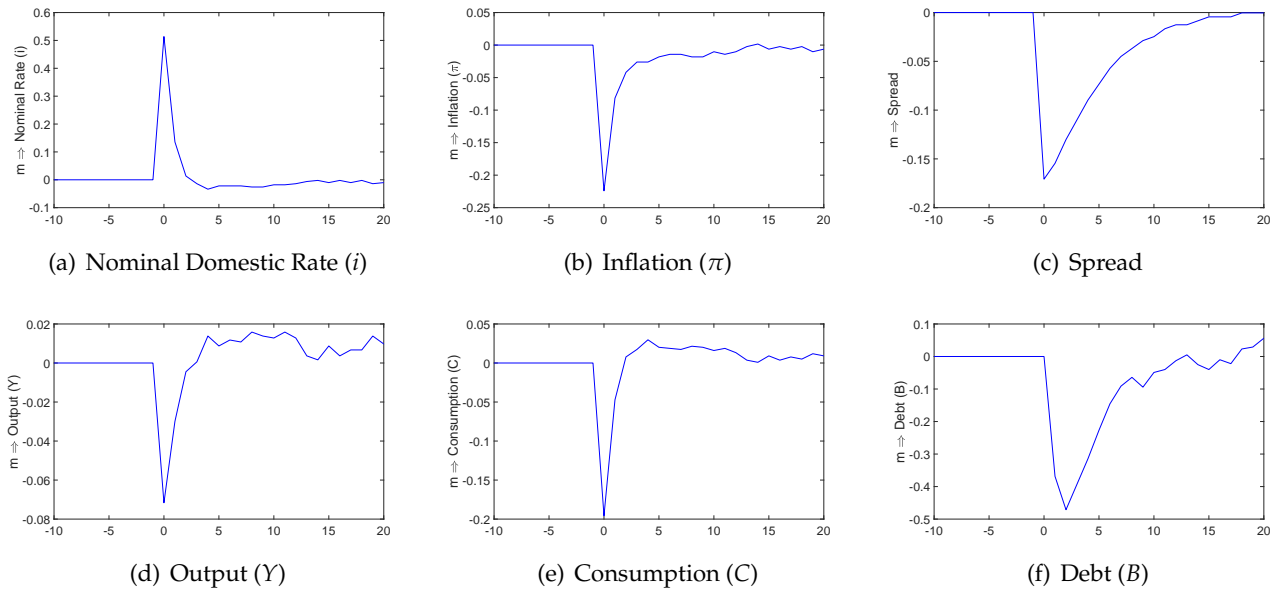 m ⇒ Nominal Rate (i)
0.6
0.5
0.4
0.3
0.2
0.1
0
-0.1
-10 -5 0 5 10 15 20
(a) Nominal Domestic Rate (i)
m ⇒ Inflation (π)
0.05
0
-0.05
-0.1
-0.15
-0.2
0.25
-10 -5 0 5 10 15 20
(b) Inflation (π)
m ⇒ Spread
0
-0.05
-0.1
-0.15
-0.2
-10 -5 0 5 10 15 20
(c) Spread
m ⇒ Output (Y)
0.02
0
-0.02
-0.04
-0.06
-0.08
-10 -5 0 5 10 15 20
(d) Output (Y)
m ⇒ Consumption (C)
0.05
0
-0.05
-0.1
-0.15
-0.2
-10 -5 0 5 10 15 20
(e) Consumption (C)
m ⇒ Debt (B)
0.1
0
-0.1
-0.2
-0.3
-0.4
-0.5
-10 -5 0 5 10 15 20
(f) Debt (B)